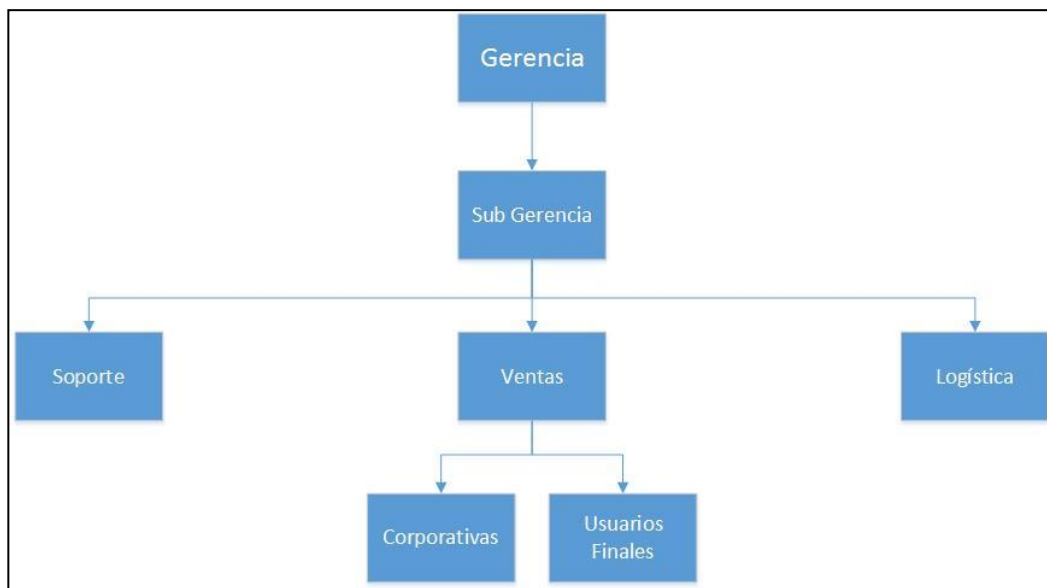 Gerencia
Sub Gerencia
Soporte
Ventas
Logística
Corporativas
Usuarios
Finales